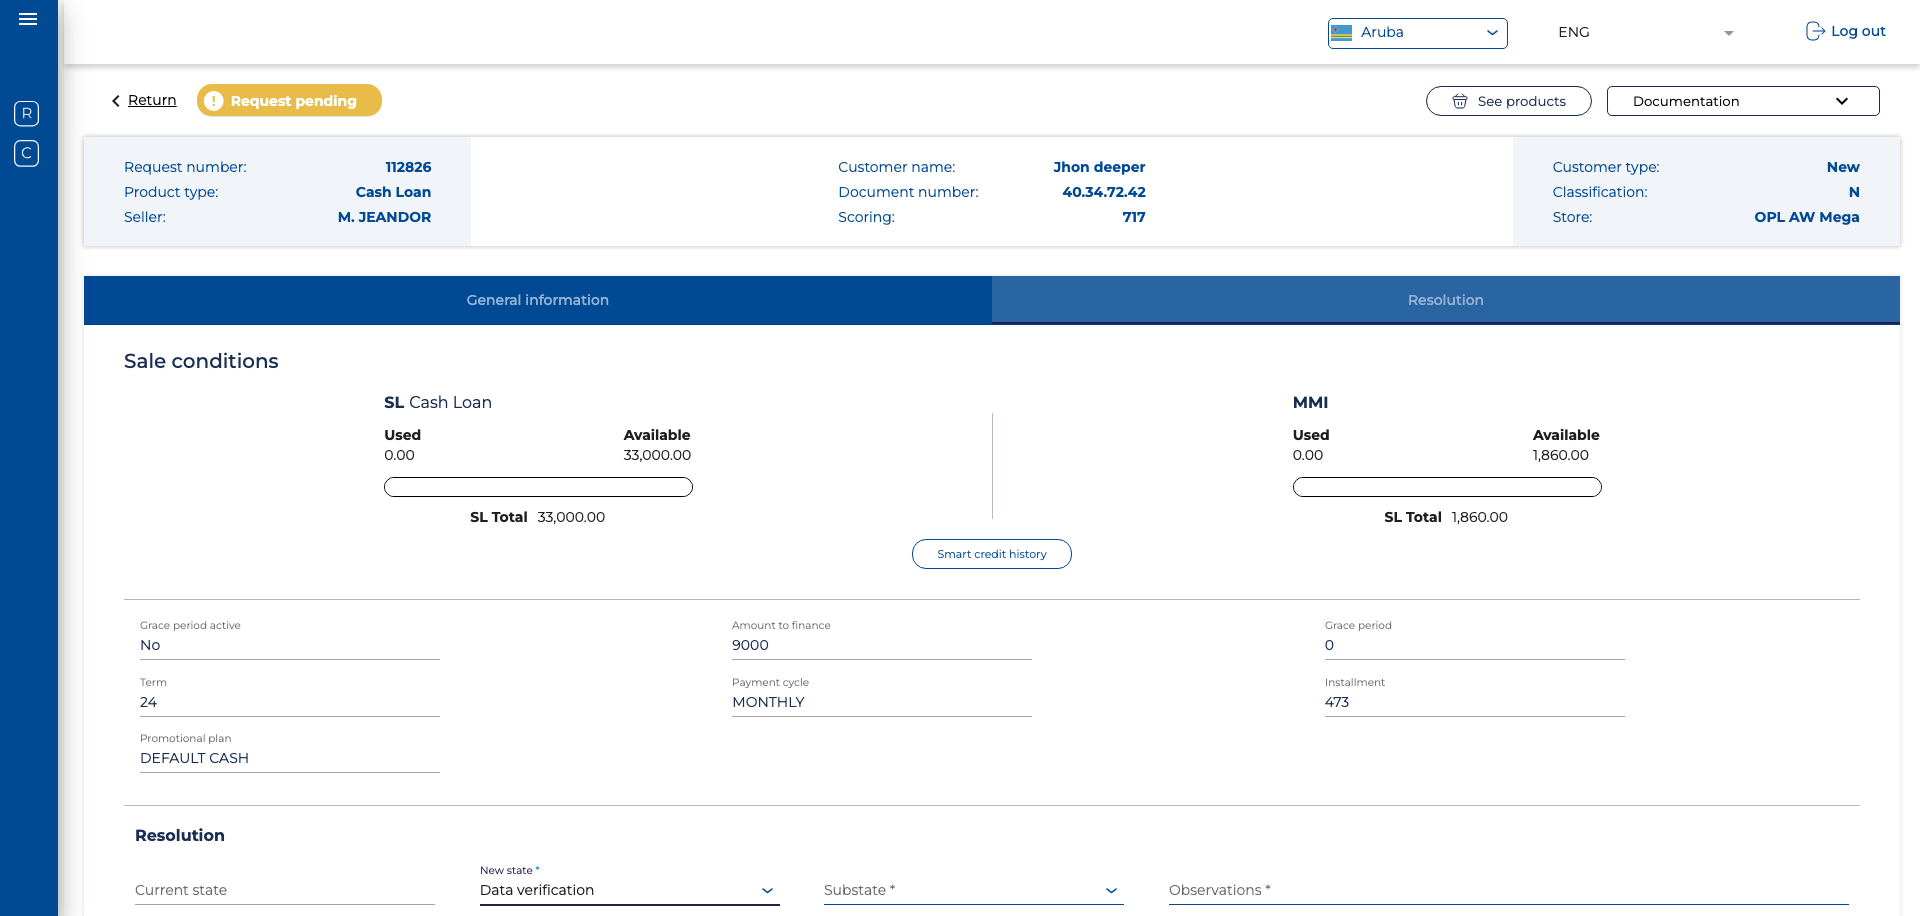 Aruba
ENG
Log out
R
C
Return
Request pending
See products
Documentation
Request number: 112826
Product type: Cash Loan
Seller: M. JEANDOR
Customer name: Jhon deeper
Document number: 40.34.72.42
Scoring: 717
Customer type: New
Classification: N
Store: OPL AW Mega
General information
Resolution
Sale conditions
SL Cash Loan
Used Available
0.00 33,000.00
SL Total 33,000.00
MMI
Used Available
0.00 1,860.00
SL Total 1,860.00
Smart credit history
Grace period active
No
Amount to finance
9000
Grace period
0
Term
24
Payment cycle
MONTHLY
Installment
473
Promotional plan
DEFAULT CASH
Resolution
Current state
New state *
Data verification
Substate *
Observations *